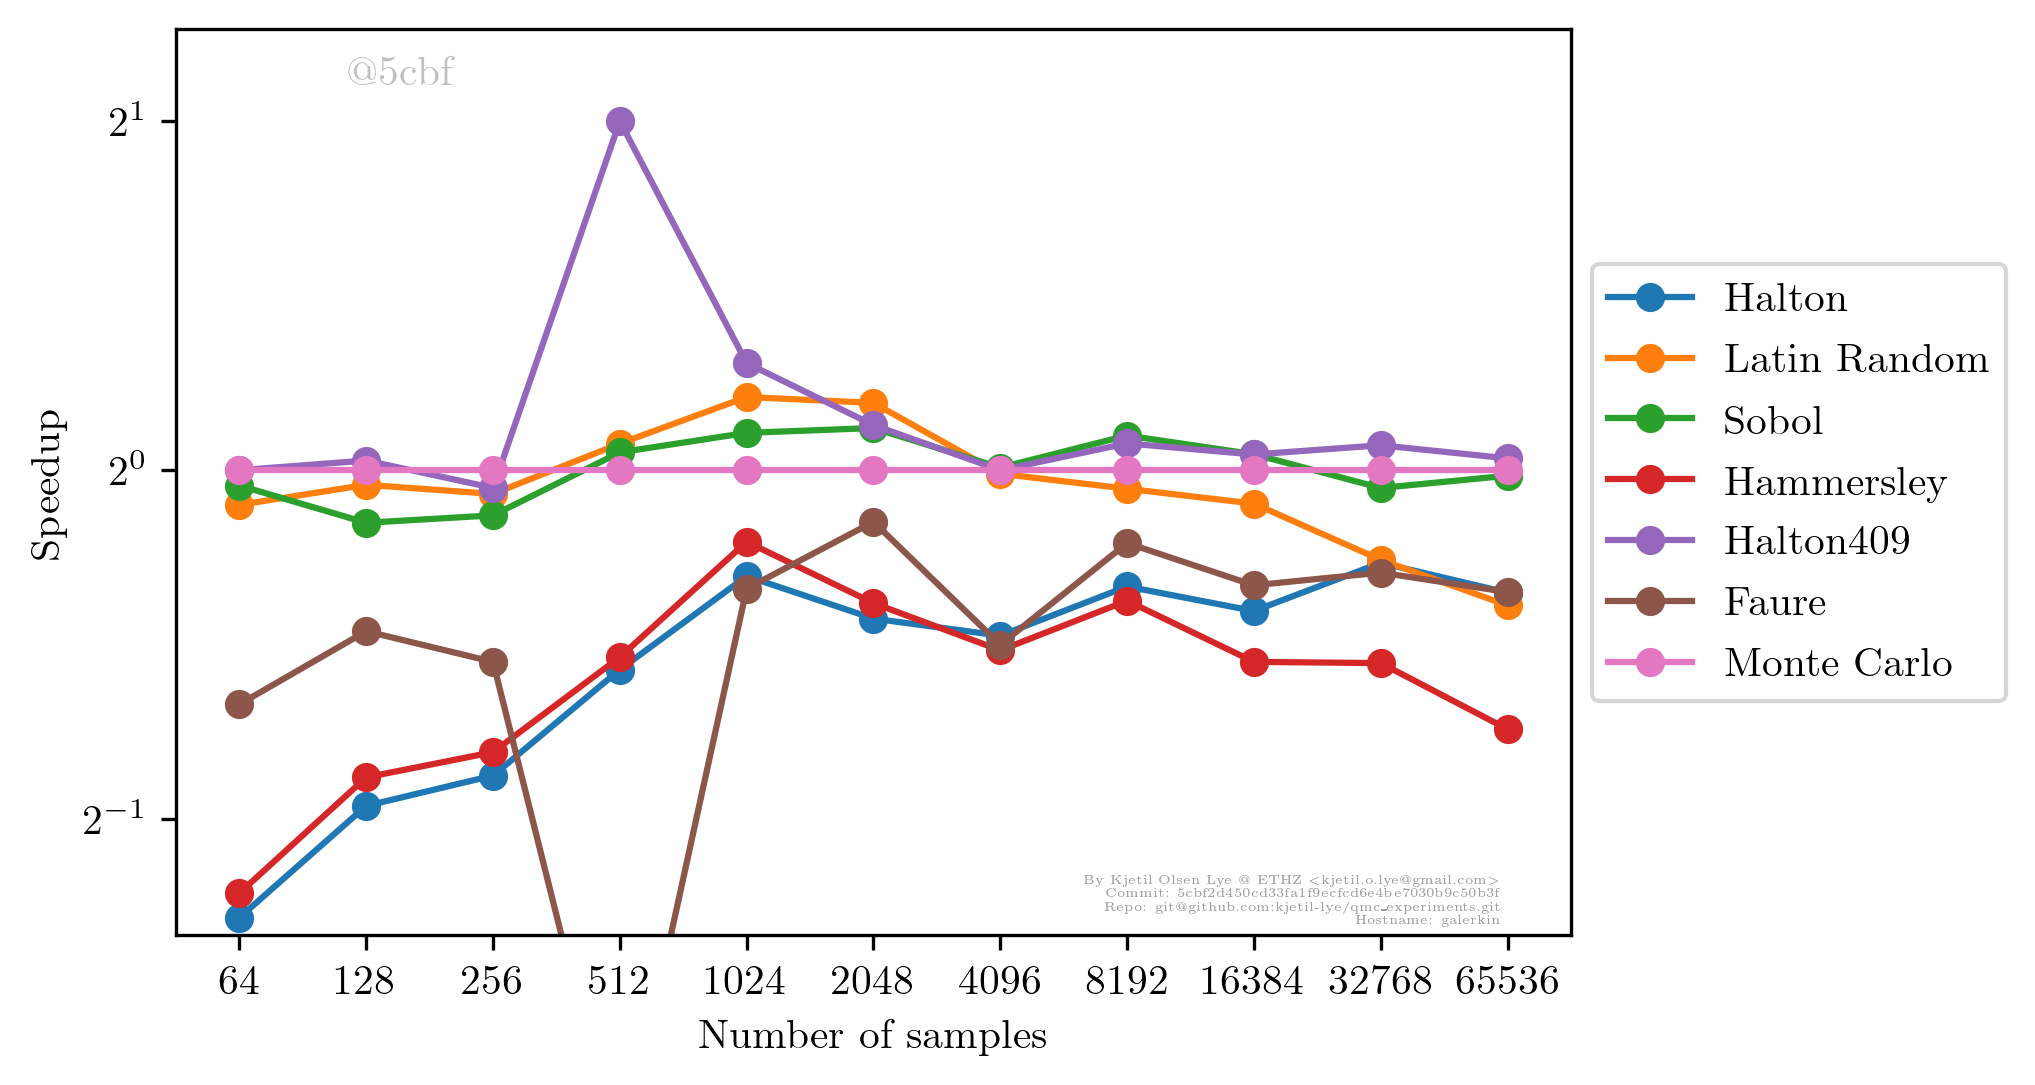 @5cbf
2^1
2^0
2^{-1}
Speedup
64 128 256 512 1024 2048 4096 8192 16384 32768 65536
Number of samples
By Kjetil Olsen Lye @ ETHZ <kjetil.o.lye@gmail.com>
Commit: 5cbf2d450cd33fa1f9ecfcd6e4be7030b9c50b3f
Repo: git@github.com:kjetil-lye/qmc_experiments.git
Hostname: galerkin
Halton
Latin Random
Sobol
Hammersley
Halton409
Faure
Monte Carlo